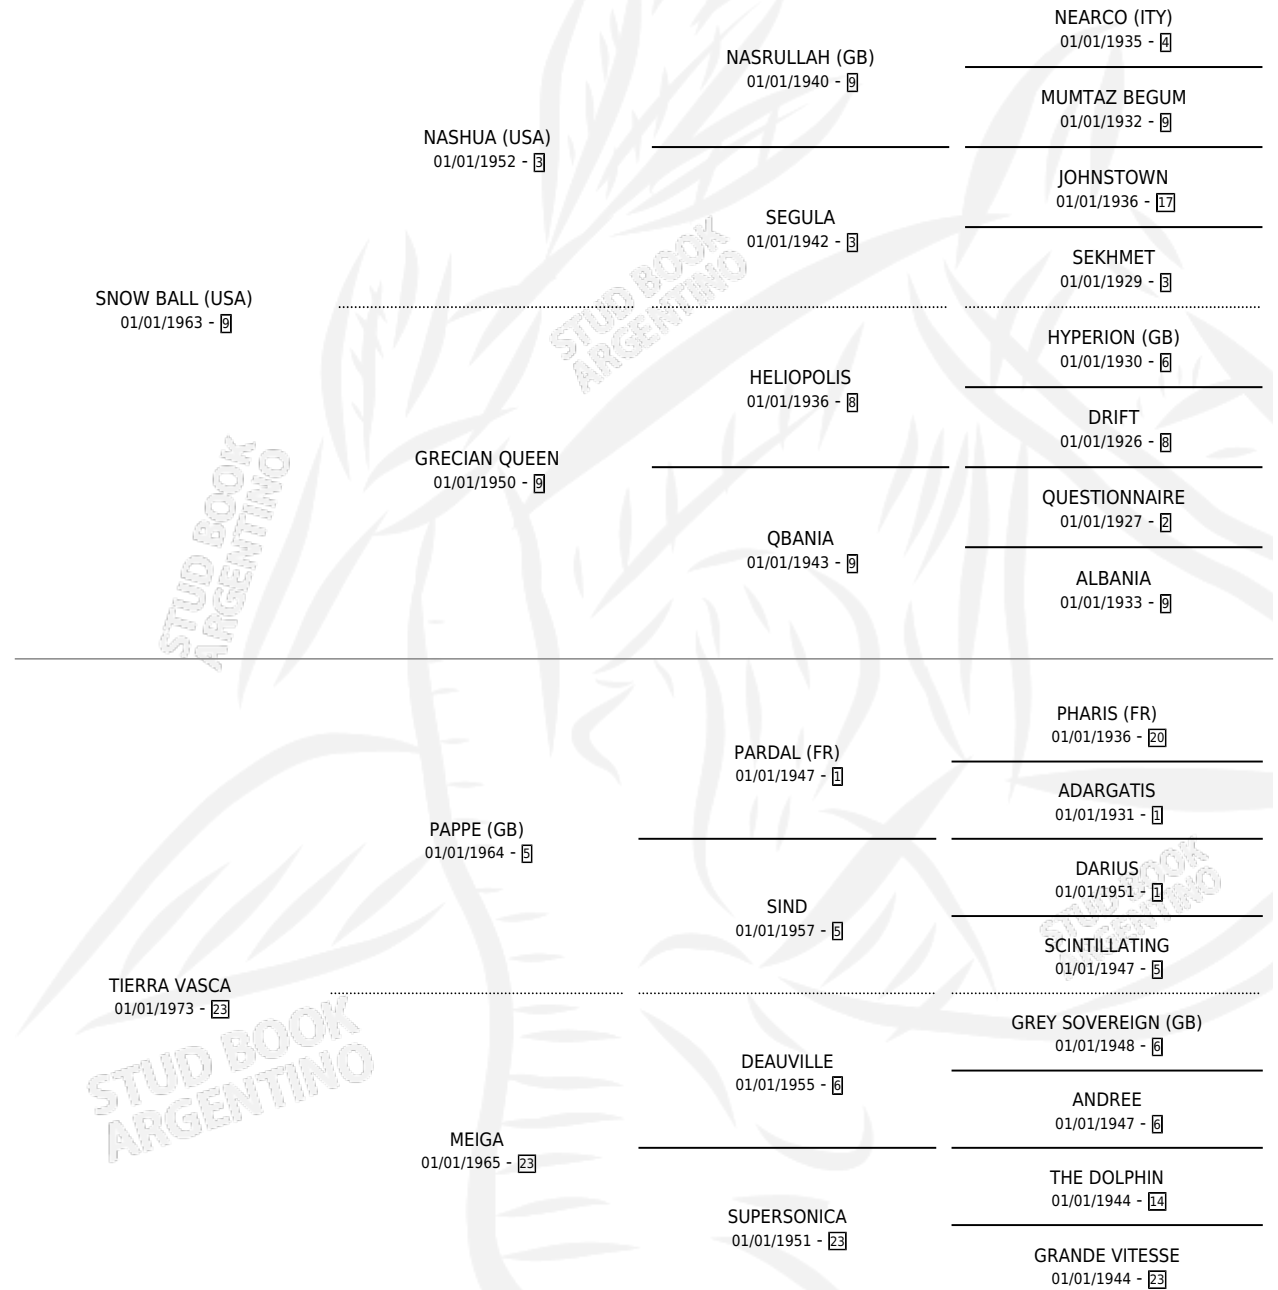 NEARCO (ITY)
01/01/1935 - 4
NASRULLAH (GB)
01/01/1940 - 9
MUMTAZ BEGUM
01/01/1932 - 9
NASHUA (USA)
01/01/1952 - 3
JOHNSTOWN
01/01/1936 - 17
SEGULA
01/01/1942 - 3
SEKHMET
01/01/1929 - 3
SNOW BALL (USA)
01/01/1963 - 9
HYPERION (GB)
01/01/1930 - 6
HELIOPOLIS
01/01/1936 - 8
DRIFT
01/01/1926 - 8
GRECIAN QUEEN
01/01/1950 - 9
QUESTIONNAIRE
01/01/1927 - 2
QBANIA
01/01/1943 - 9
ALBANIA
01/01/1933 - 9
STUD BOOK
ARGENTINO
STUD BOOK
ARGENTINO
PHARIS (FR)
01/01/1936 - 20
PARDAL (FR)
01/01/1947 - 1
ADARGATIS
01/01/1931 - 1
PAPPE (GB)
01/01/1964 - 5
DARIUS
01/01/1951 - 1
SIND
01/01/1957 - 5
SCINTILLATING
01/01/1947 - 5
TIERRA VASCA
01/01/1973 - 23
GREY SOVEREIGN (GB)
01/01/1948 - 6
DEAUVILLE
01/01/1955 - 6
ANDREE
01/01/1947 - 6
MEIGA
01/01/1965 - 23
THE DOLPHIN
01/01/1944 - 14
SUPERSONICA
01/01/1951 - 23
GRANDE VITESSE
01/01/1944 - 23
STUD BOOK
ARGENTINO
STUD BOOK
ARGENTINO